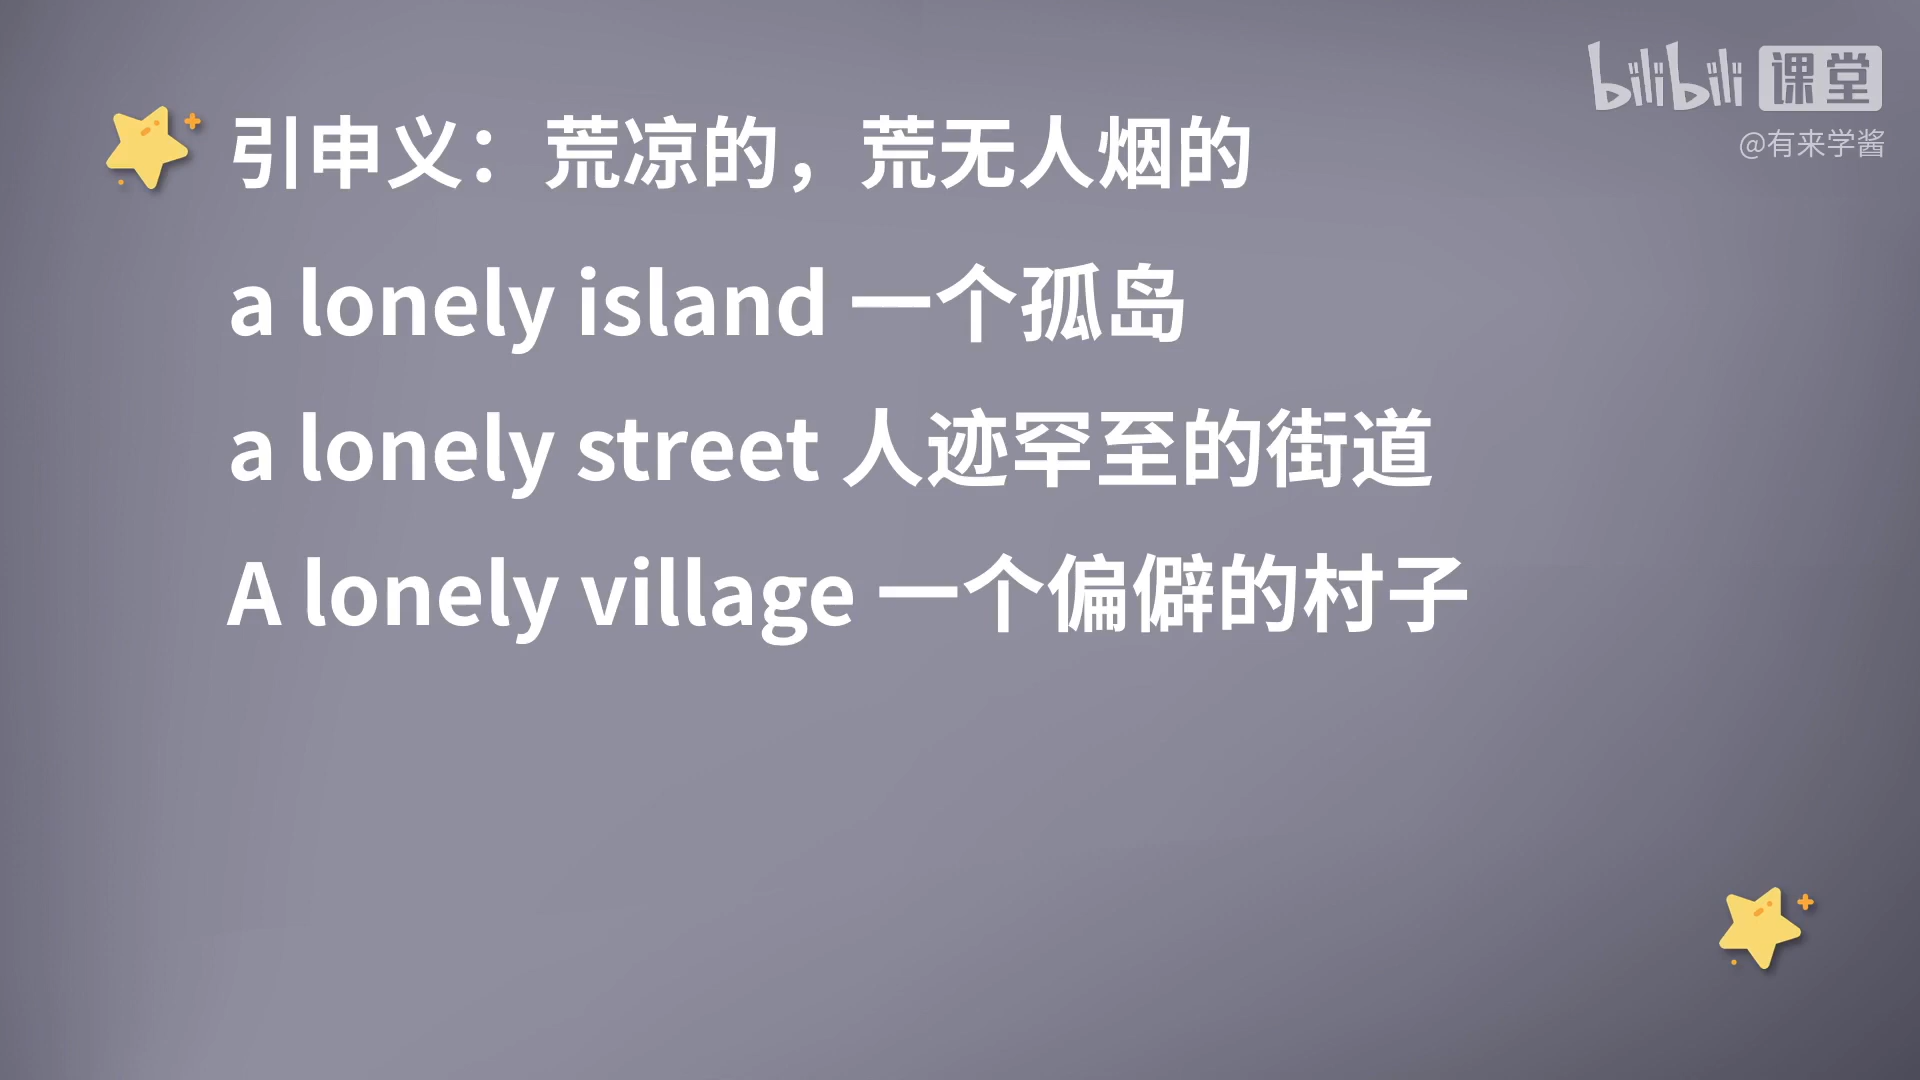 bilibili 课堂
@有来学酱
引申义：荒凉的，荒无人烟的
a lonely island 一个孤岛
a lonely street 人迹罕至的街道
A lonely village 一个偏僻的村子